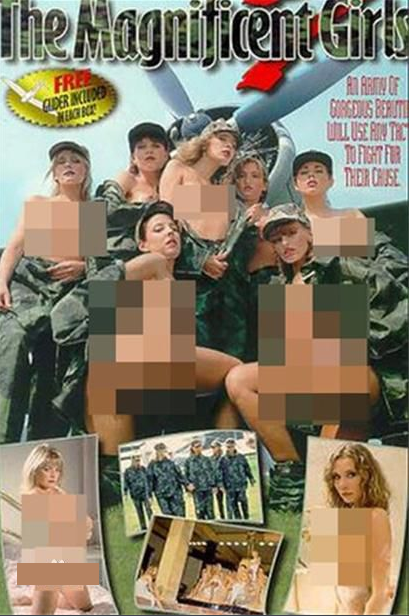 The Magnificent 7 Girls
FREE
GLIDER INCLUDED
IN EACH BOX!
AN ARMY OF
GORGEOUS
WILL USE ANY
TO FIGHT FOR
THEIR CAUSE.